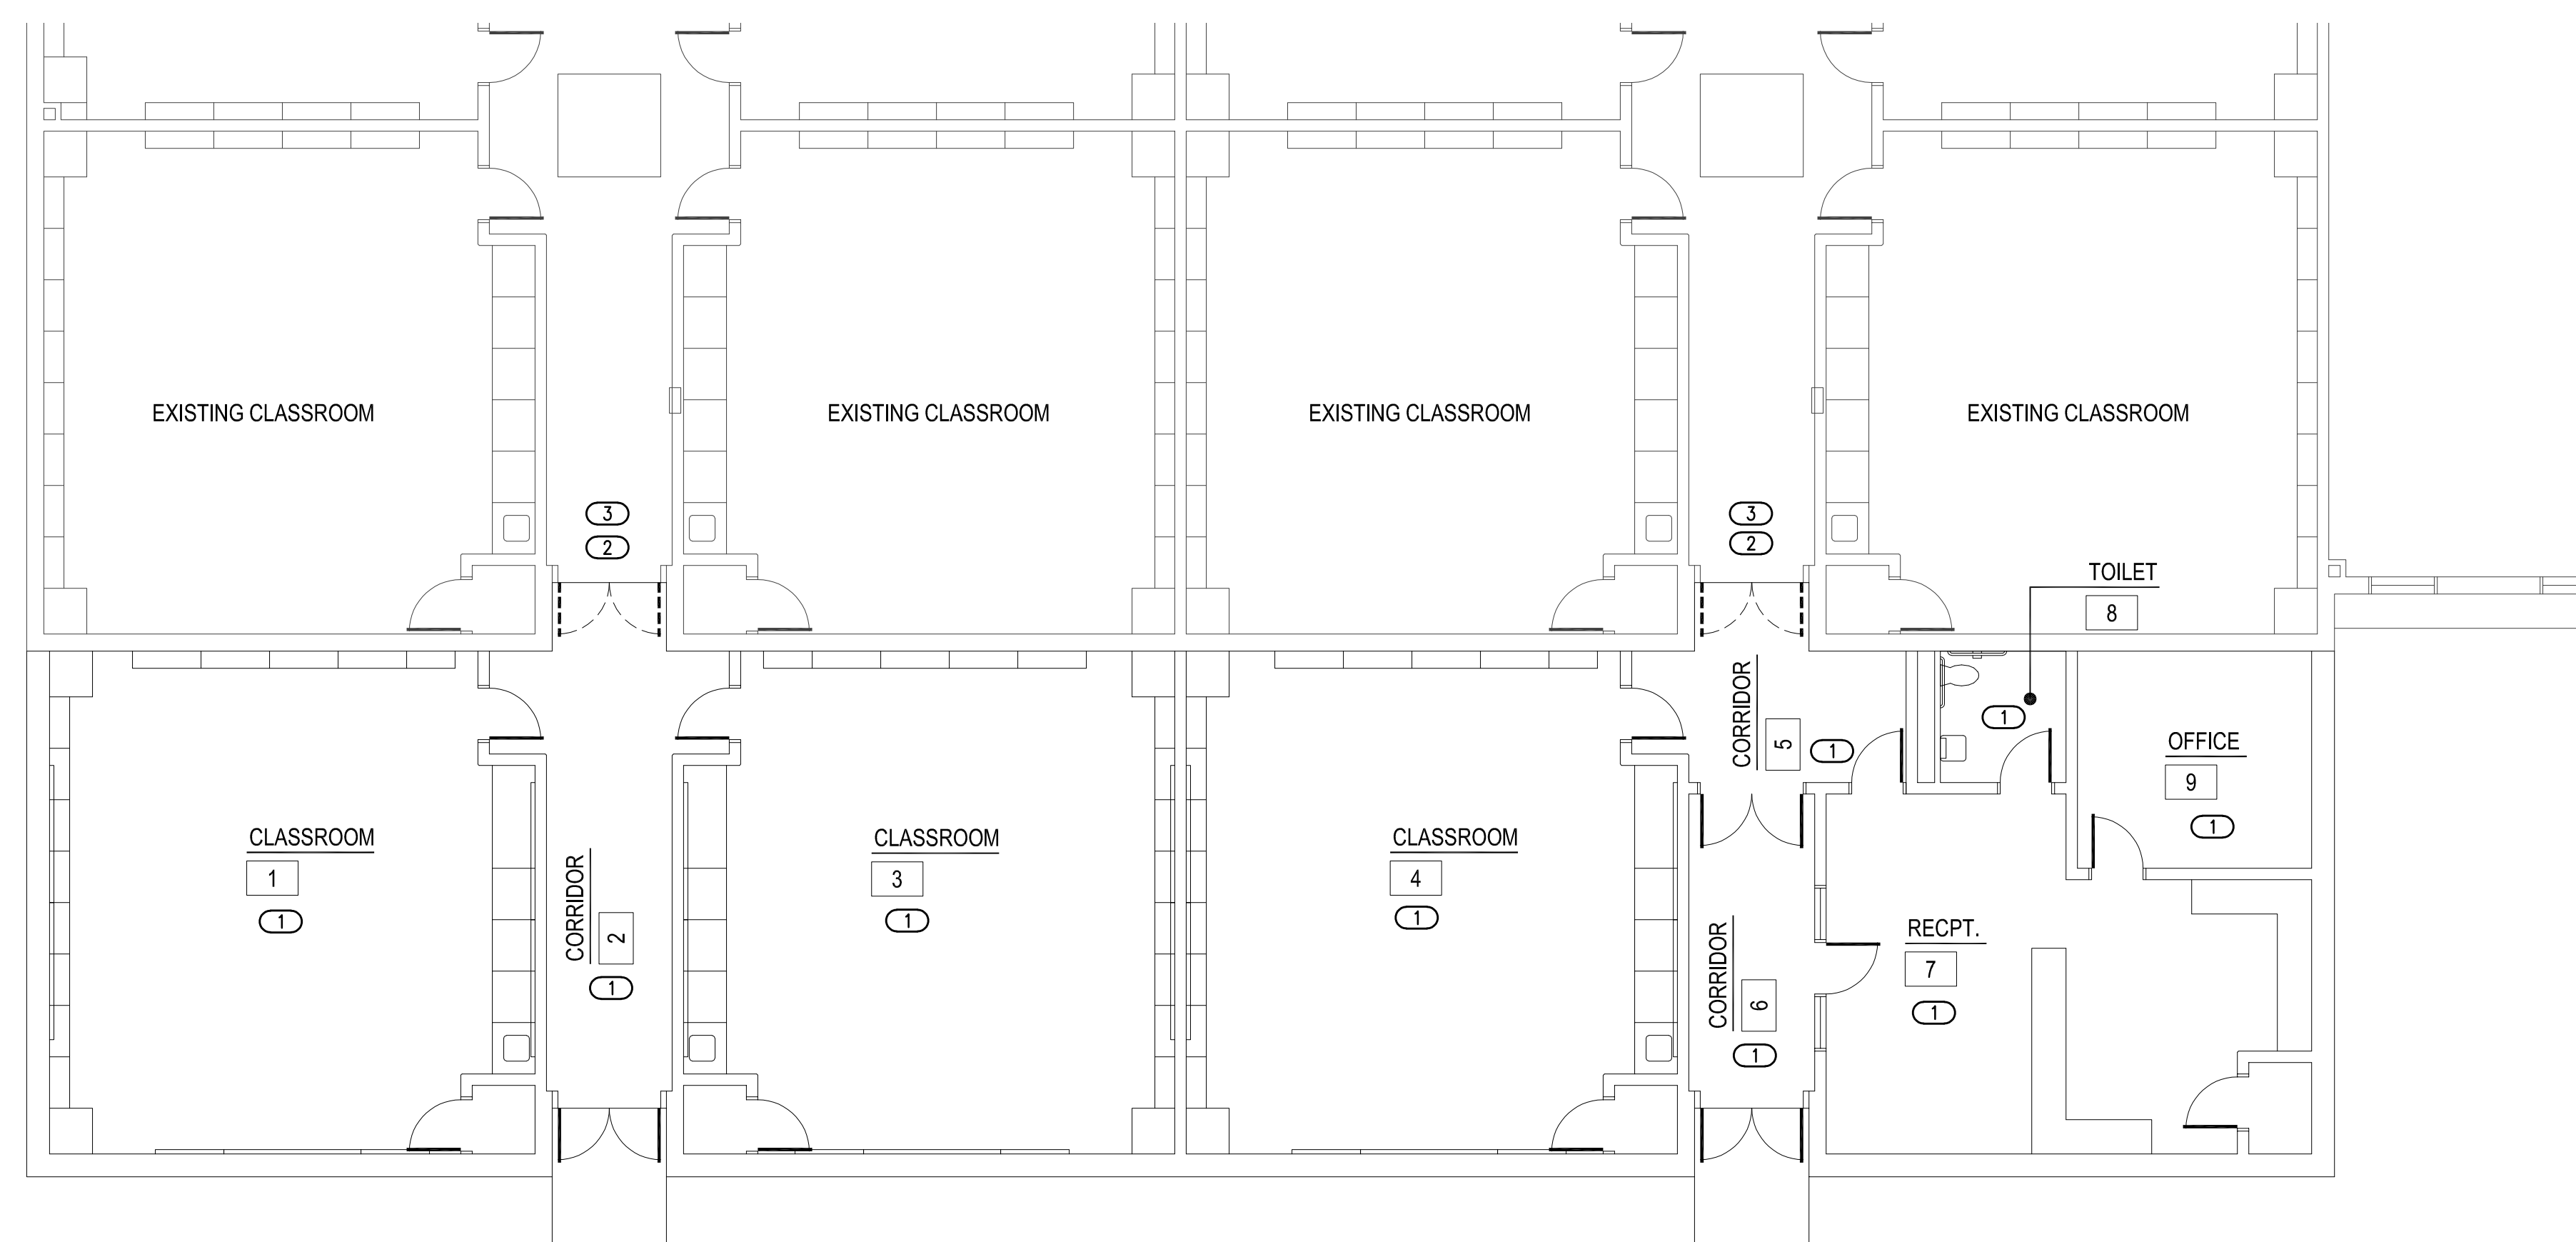 EXISTING CLASSROOM
EXISTING CLASSROOM
EXISTING CLASSROOM
EXISTING CLASSROOM
3
2
3
2
TOILET
8
1
CORRIDOR
5
1
OFFICE
9
1
CLASSROOM
1
1
CORRIDOR
2
1
CLASSROOM
3
1
CLASSROOM
4
1
CORRIDOR
6
1
RECPT.
7
1